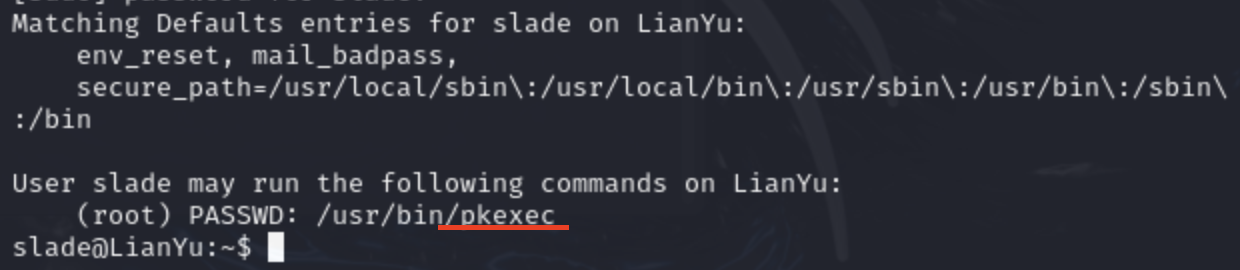 Matching Defaults entries for slade on LianYu:
    env_reset, mail_badpass,
    secure_path=/usr/local/sbin\:/usr/local/bin\:/usr/sbin\:/usr/bin\:/sbin\
:/bin

User slade may run the following commands on LianYu:
    (root) PASSWD: /usr/bin/pkexec
slade@LianYu:~$